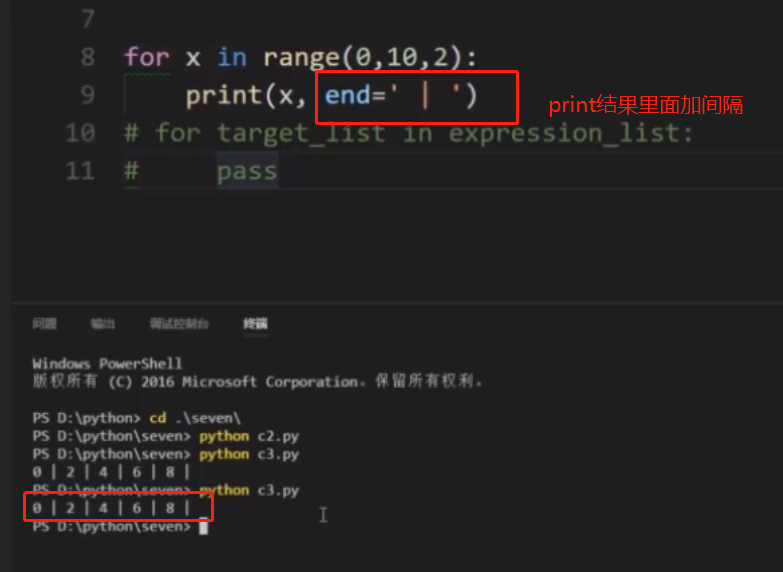 7
8 for x in range(0,10,2):
9 print(x, end=' | ')
print结果里面加间隔
10 # for target_list in expression_list:
11 # pass
问题 输出 调试控制台 终端
Windows PowerShell
版权所有 (C) 2016 Microsoft Corporation。保留所有权利。
PS D:\python> cd .\seven\
PS D:\python\seven> python c2.py
PS D:\python\seven> python c3.py
0 | 2 | 4 | 6 | 8 |
PS D:\python\seven> python c3.py
0 | 2 | 4 | 6 | 8 |
PS D:\python\seven>